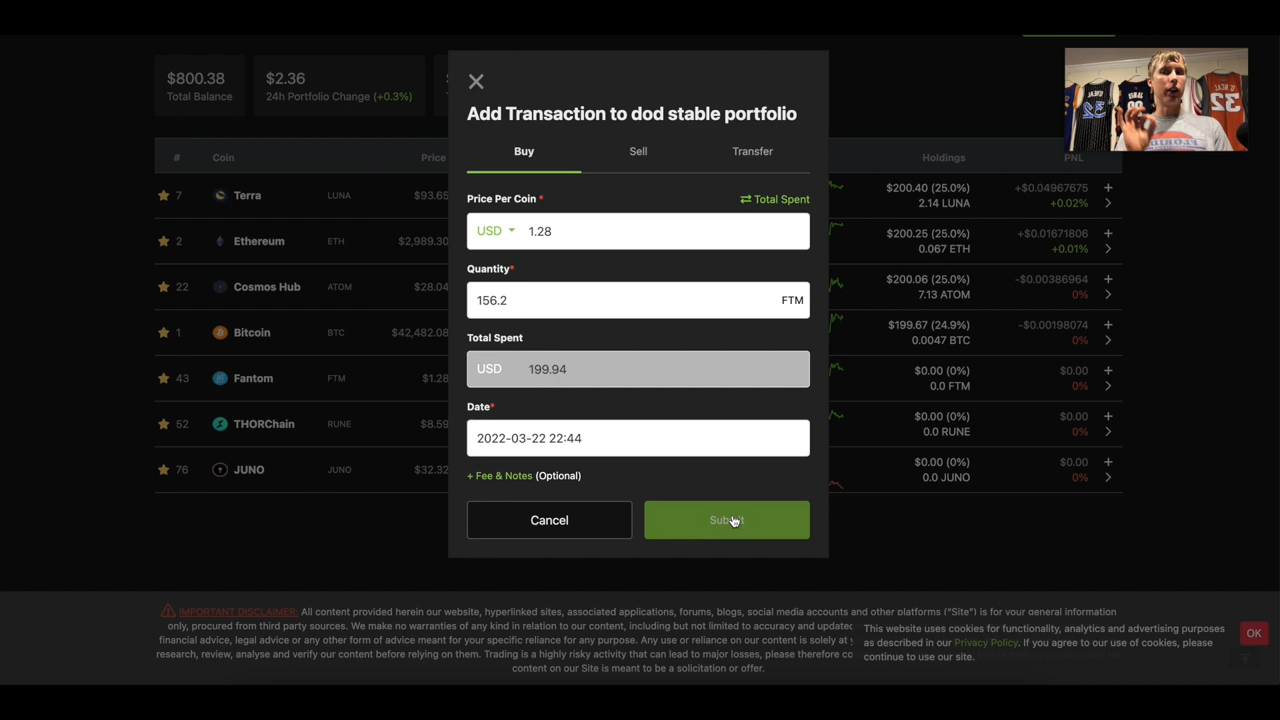 $800.38
Total Balance
$2.36
24h Portfolio Change (+0.3%)
Add Transaction to dod stable portfolio
Buy
Sell
Transfer
Price Per Coin *
Total Spent
USD 1.28
Quantity*
156.2 FTM
Total Spent
USD 199.94
Date*
2022-03-22 22:44
+ Fee & Notes (Optional)
Cancel
Submit
# Coin Price Holdings PNL
7 Terra LUNA $93.65 $200.40 (25.0%) +$0.04967675 +
2.14 LUNA +0.02%
2 Ethereum ETH $2,989.30 $200.25 (25.0%) +$0.01671806 +
0.067 ETH +0.01%
22 Cosmos Hub ATOM $28.04 $200.06 (25.0%) -$0.00386964 +
7.13 ATOM 0%
1 Bitcoin BTC $42,482.08 $199.67 (24.9%) -$0.00198074 +
0.0047 BTC 0%
43 Fantom FTM $1.28 $0.00 (0%) $0.00 +
0.0 FTM 0%
52 THORChain RUNE $8.59 $0.00 (0%) $0.00 +
0.0 RUNE 0%
76 JUNO JUNO $32.32 $0.00 (0%) $0.00 +
0.0 JUNO 0%
IMPORTANT DISCLAIMER: All content provided herein our website, hyperlinked sites, associated applications, forums, blogs, social media accounts and other platforms ("Site") is for your general information
only, procured from third party sources. We make no warranties of any kind in relation to our content, including but not limited to accuracy and updated
financial advice, legal advice or any other form of advice meant for your specific reliance for any purpose. Any use or reliance on our content is solely at
research, review, analyse and verify our content before relying on them. Trading is a highly risky activity that can lead to major losses, please therefore co
content on our Site is meant to be a solicitation or offer.
This website uses cookies for functionality, analytics and advertising purposes
as described in our Privacy Policy. If you agree to our use of cookies, please
continue to use our site.
OK